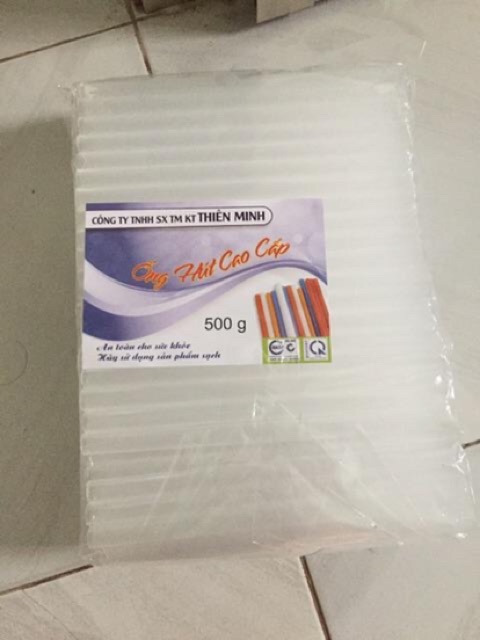 CÔNG TY TNHH SX TM KT THIÊN MINH
Ống Hút Cao Cấp
500 g
An toàn cho sức khỏe
Hãy sử dụng sản phẩm sạch